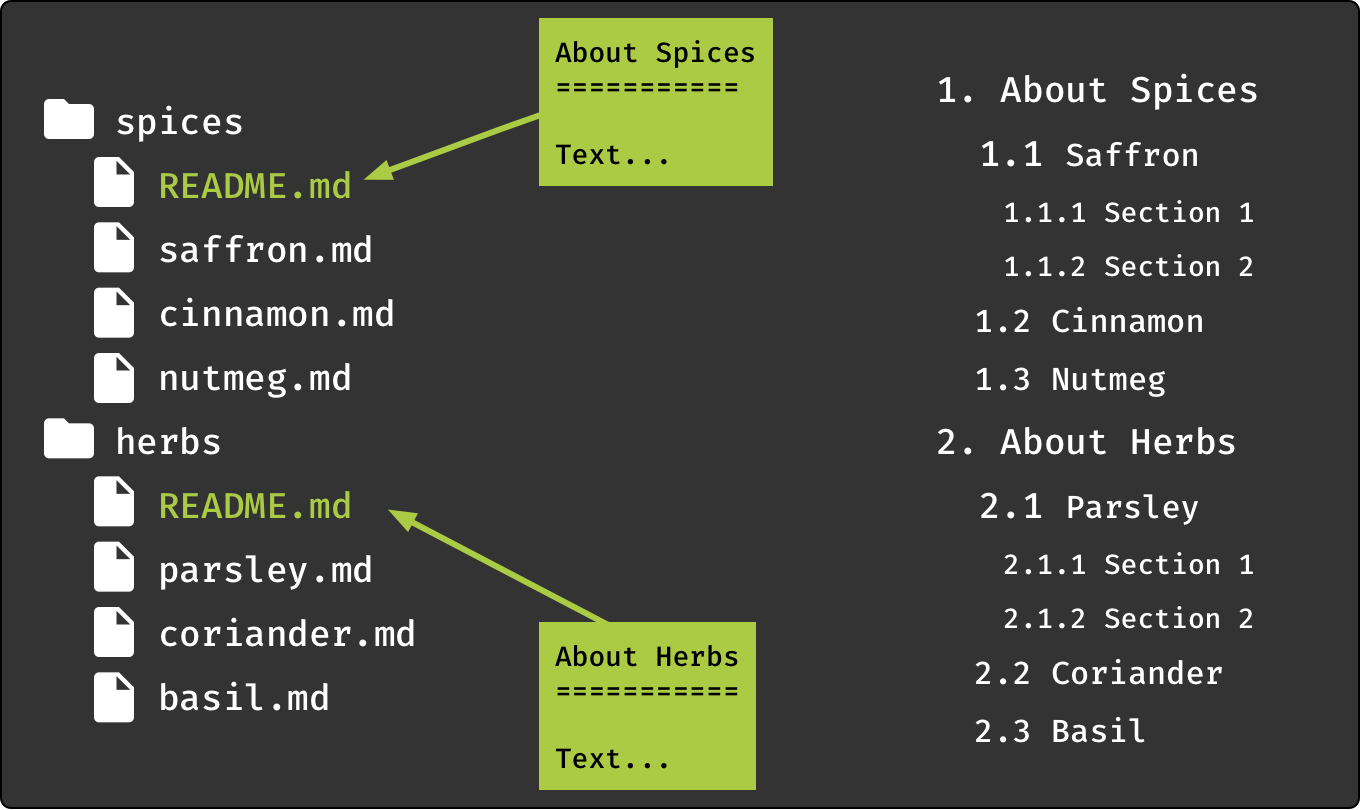 spices
README.md
saffron.md
cinnamon.md
nutmeg.md
herbs
README.md
parsley.md
coriander.md
basil.md
About Spices
===========
Text...
About Herbs
===========
Text...
1. About Spices
1.1 Saffron
1.1.1 Section 1
1.1.2 Section 2
1.2 Cinnamon
1.3 Nutmeg
2. About Herbs
2.1 Parsley
2.1.1 Section 1
2.1.2 Section 2
2.2 Coriander
2.3 Basil